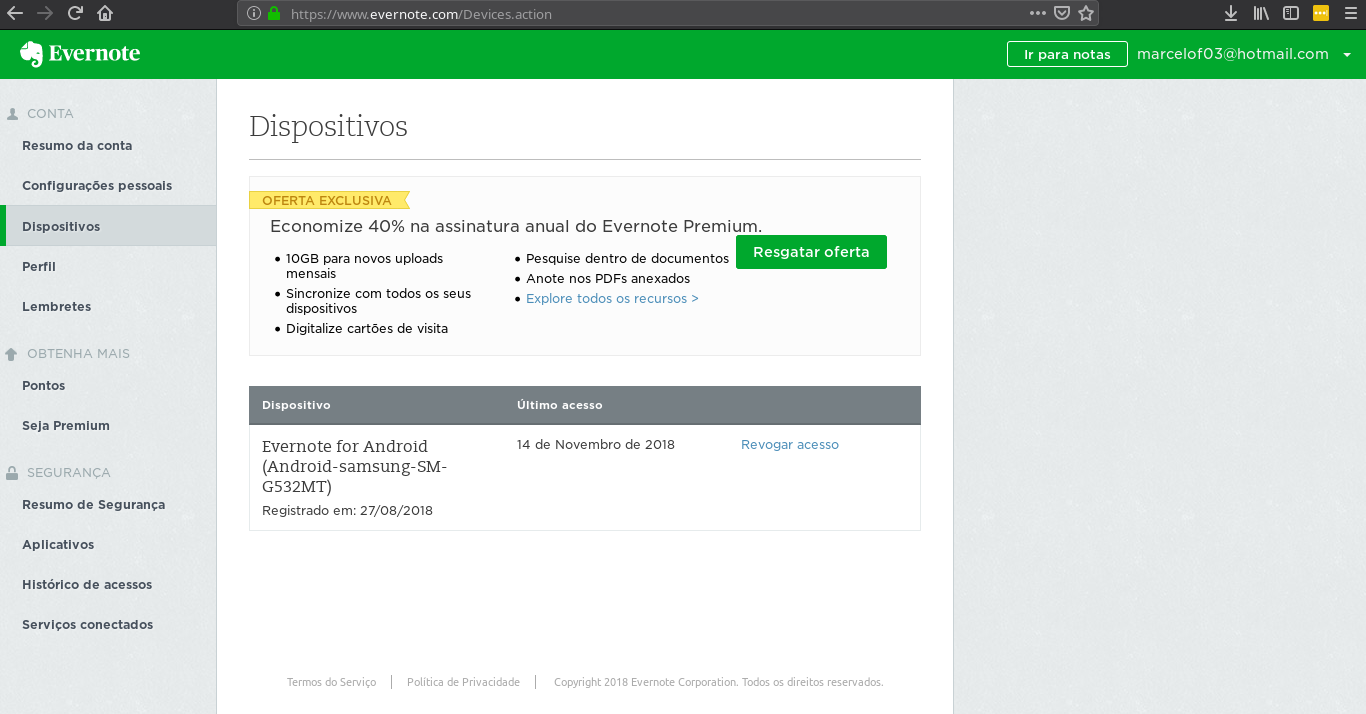 https://www.evernote.com/Devices.action
Evernote
Ir para notas
marcelof03@hotmail.com
CONTA
Resumo da conta
Configurações pessoais
Dispositivos
Perfil
Lembretes
OBTENHA MAIS
Pontos
Seja Premium
SEGURANÇA
Resumo de Segurança
Aplicativos
Histórico de acessos
Serviços conectados
Dispositivos
OFERTA EXCLUSIVA
Economize 40% na assinatura anual do Evernote Premium.
10GB para novos uploads
mensais
Sincronize com todos os seus
dispositivos
Digitalize cartões de visita
Pesquise dentro de documentos
Anote nos PDFs anexados
Explore todos os recursos >
Resgatar oferta
Dispositivo Último acesso
Evernote for Android
(Android-samsung-SM-
G532MT)
Registrado em: 27/08/2018
14 de Novembro de 2018
Revogar acesso
Termos do Serviço Política de Privacidade Copyright 2018 Evernote Corporation. Todos os direitos reservados.